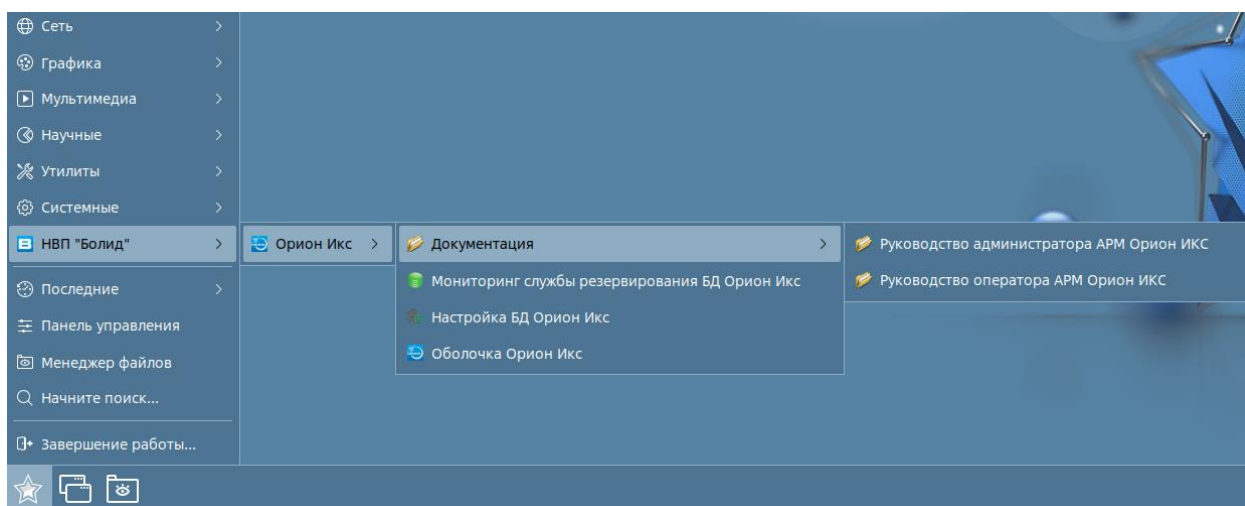 Сеть
Графика
Мультимедиа
Научные
Утилиты
Системные
НВП "Болид"
Последние
Панель управления
Менеджер файлов
Начните поиск...
Завершение работы...
Орион Икс
Документация
Мониторинг службы резервирования БД Орион Икс
Настройка БД Орион Икс
Оболочка Орион Икс
Руководство администратора АРМ Орион ИКС
Руководство оператора АРМ Орион ИКС